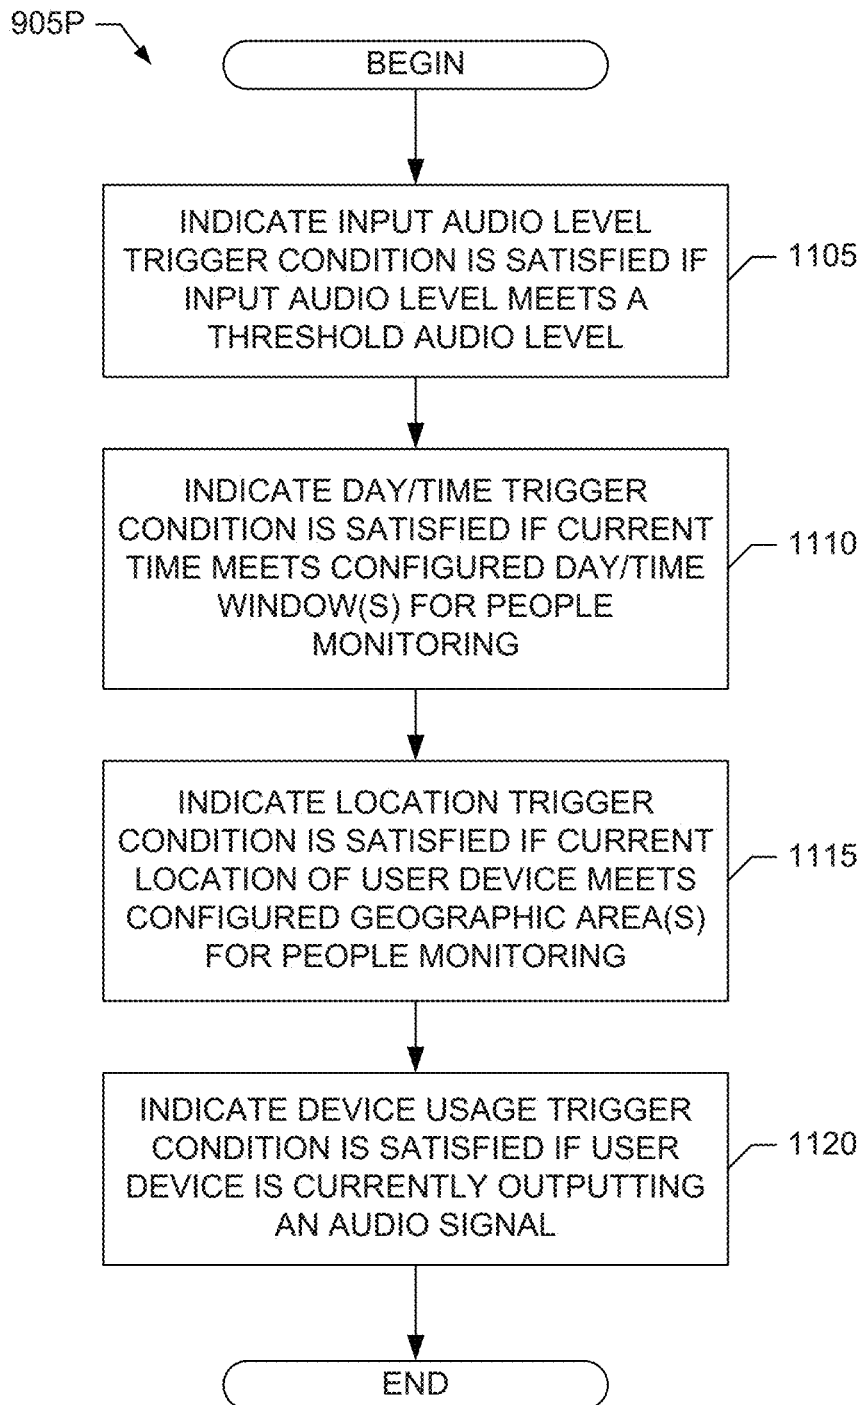 905P
BEGIN
INDICATE INPUT AUDIO LEVEL
TRIGGER CONDITION IS SATISFIED IF
INPUT AUDIO LEVEL MEETS A
THRESHOLD AUDIO LEVEL
1105
INDICATE DAY/TIME TRIGGER
CONDITION IS SATISFIED IF CURRENT
TIME MEETS CONFIGURED DAY/TIME
WINDOW(S) FOR PEOPLE
MONITORING
1110
INDICATE LOCATION TRIGGER
CONDITION IS SATISFIED IF CURRENT
LOCATION OF USER DEVICE MEETS
CONFIGURED GEOGRAPHIC AREA(S)
FOR PEOPLE MONITORING
1115
INDICATE DEVICE USAGE TRIGGER
CONDITION IS SATISFIED IF USER
DEVICE IS CURRENTLY OUTPUTTING
AN AUDIO SIGNAL
1120
END